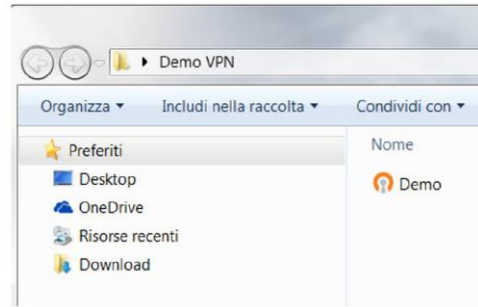 Demo VPN
Organizza Includi nella raccolta Condividi con
Preferiti
Desktop
OneDrive
Risorse recenti
Download
Nome
Demo